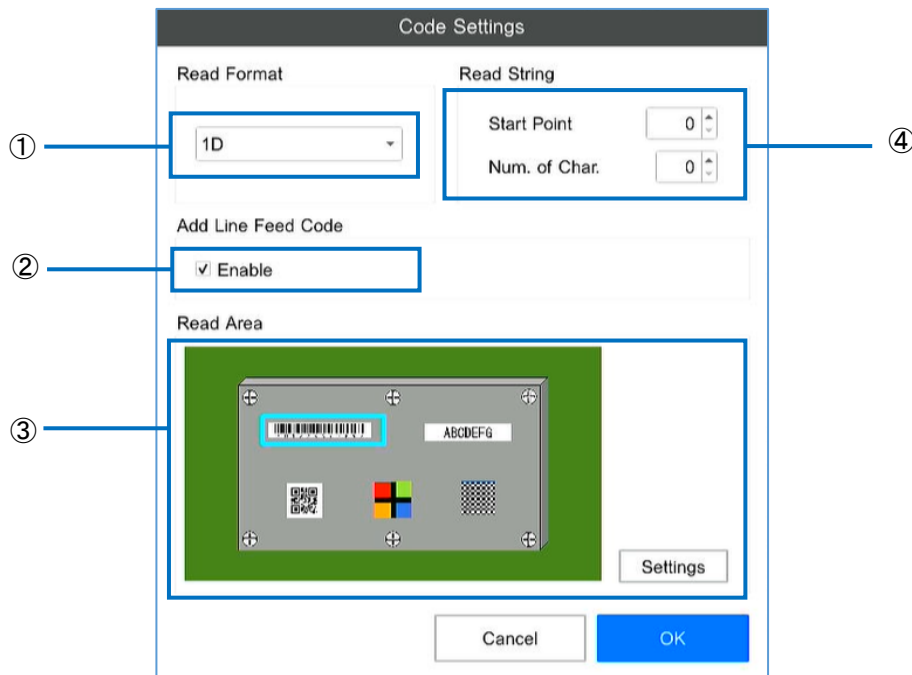 Code Settings
Read Format
Read String
①
1D
Start Point
0
④
Num. of Char.
0
Add Line Feed Code
②
Enable
Read Area
③
ABCDEFG
Settings
Cancel
OK